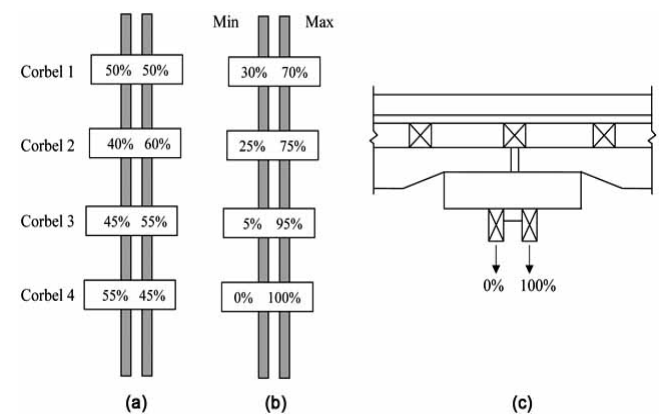 Min Max
Corbel 1 50% 50% 30% 70%
Corbel 2 40% 60% 25% 75%
Corbel 3 45% 55% 5% 95%
Corbel 4 55% 45% 0% 100%
0% 100%
(a) (b) (c)